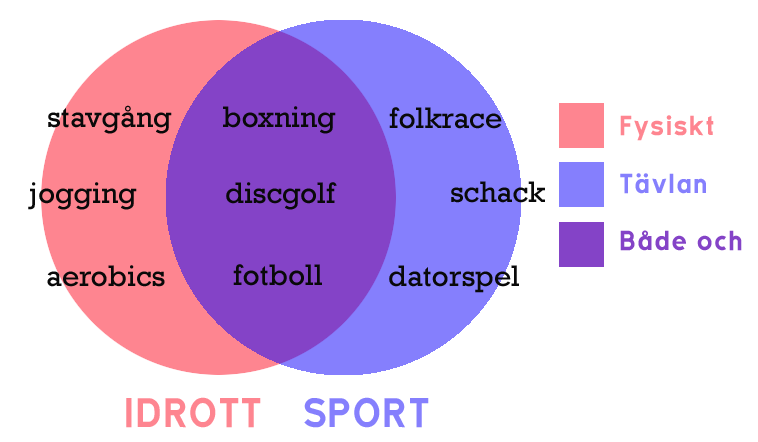 stavgång boxning folkrace
jogging discgolf schack
aerobics fotboll datorspel
Fysiskt
Tävlan
Både och
IDROTT SPORT